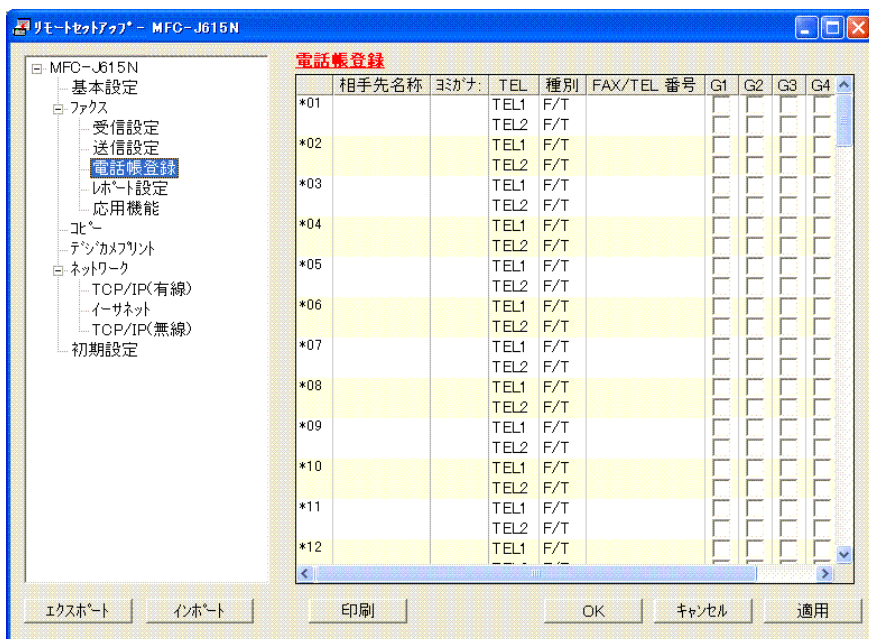 リモートセットアップ - MFC-J615N
MFC-J615N
基本設定
ファクス
受信設定
送信設定
電話帳登録
レポート設定
応用機能
コピー
デジカメプリント
ネットワーク
TCP/IP(有線)
イーサネット
TCP/IP(無線)
初期設定
電話帳登録
相手先名称 ヨミガナ: TEL 種別 FAX/TEL 番号 G1 G2 G3 G4
*01 TEL1 F/T
TEL2 F/T
*02 TEL1 F/T
TEL2 F/T
*03 TEL1 F/T
TEL2 F/T
*04 TEL1 F/T
TEL2 F/T
*05 TEL1 F/T
TEL2 F/T
*06 TEL1 F/T
TEL2 F/T
*07 TEL1 F/T
TEL2 F/T
*08 TEL1 F/T
TEL2 F/T
*09 TEL1 F/T
TEL2 F/T
*10 TEL1 F/T
TEL2 F/T
*11 TEL1 F/T
TEL2 F/T
*12 TEL1 F/T
エクスポート インポート 印刷 OK キャンセル 適用